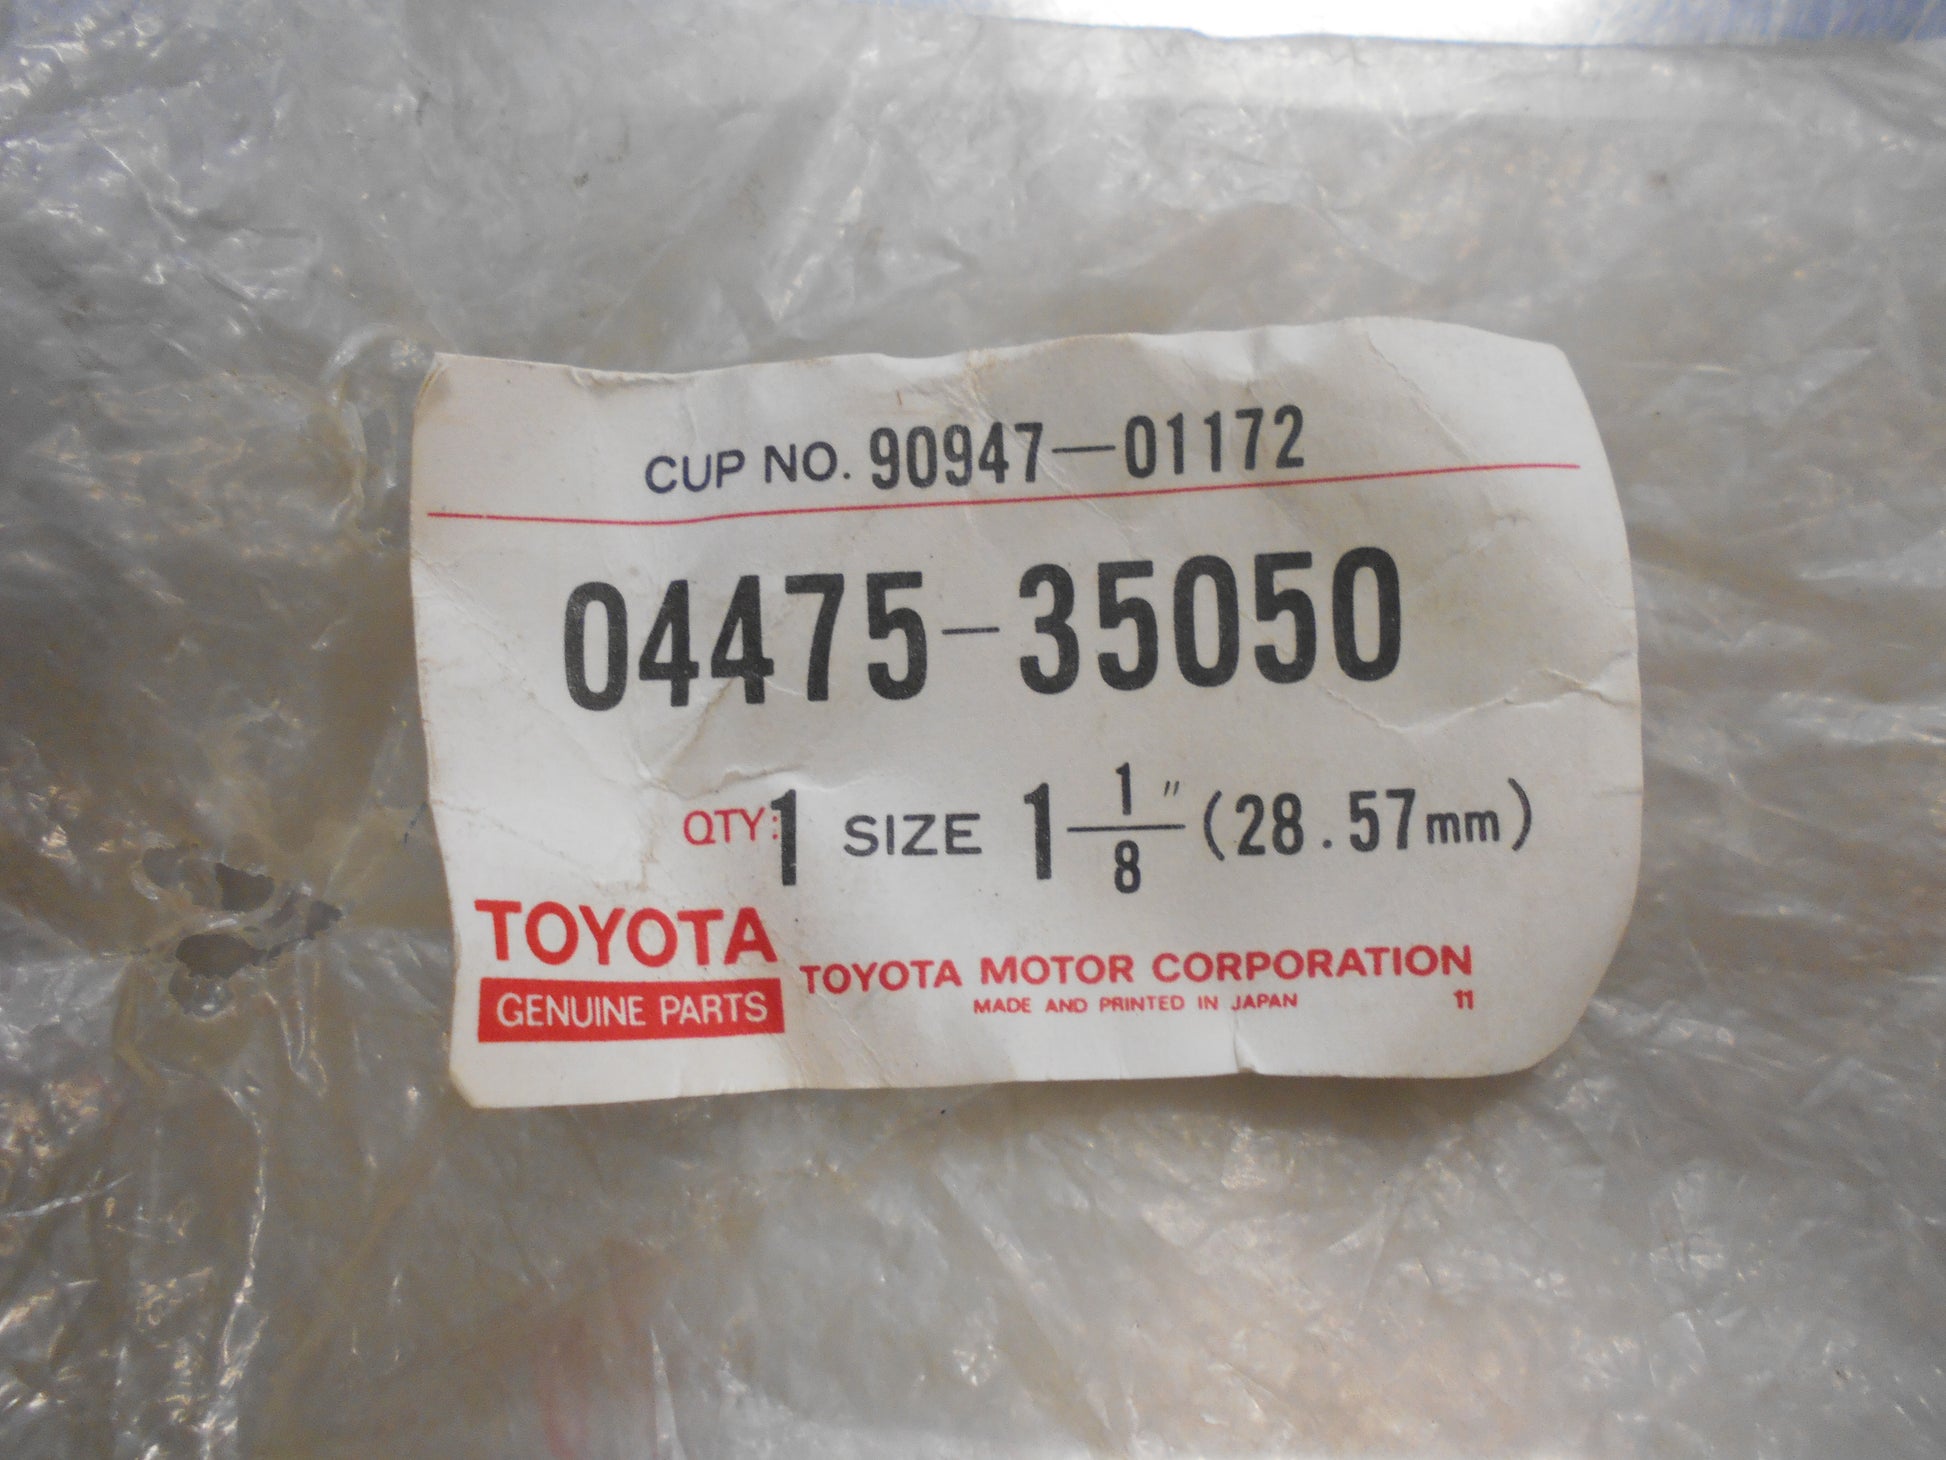 CUP NO. 90947-01172
04475-35050
QTY: 1 SIZE 1 1/8" (28.57mm)
TOYOTA
GENUINE PARTS
TOYOTA MOTOR CORPORATION
MADE AND PRINTED IN JAPAN 11